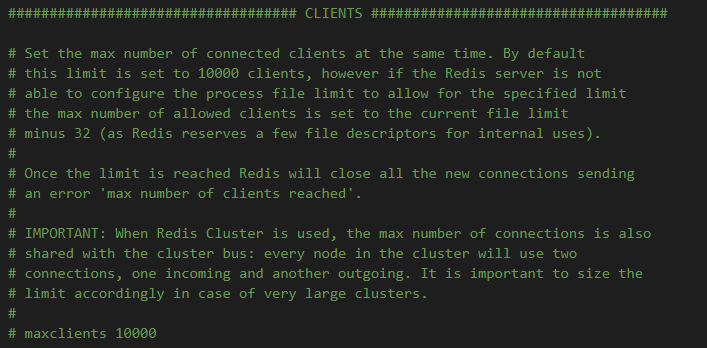 ################################### CLIENTS ####################################
# Set the max number of connected clients at the same time. By default
# this limit is set to 10000 clients, however if the Redis server is not
# able to configure the process file limit to allow for the specified limit
# the max number of allowed clients is set to the current file limit
# minus 32 (as Redis reserves a few file descriptors for internal uses).
#
# Once the limit is reached Redis will close all the new connections sending
# an error 'max number of clients reached'.
#
# IMPORTANT: When Redis Cluster is used, the max number of connections is also
# shared with the cluster bus: every node in the cluster will use two
# connections, one incoming and another outgoing. It is important to size the
# limit accordingly in case of very large clusters.
#
# maxclients 10000